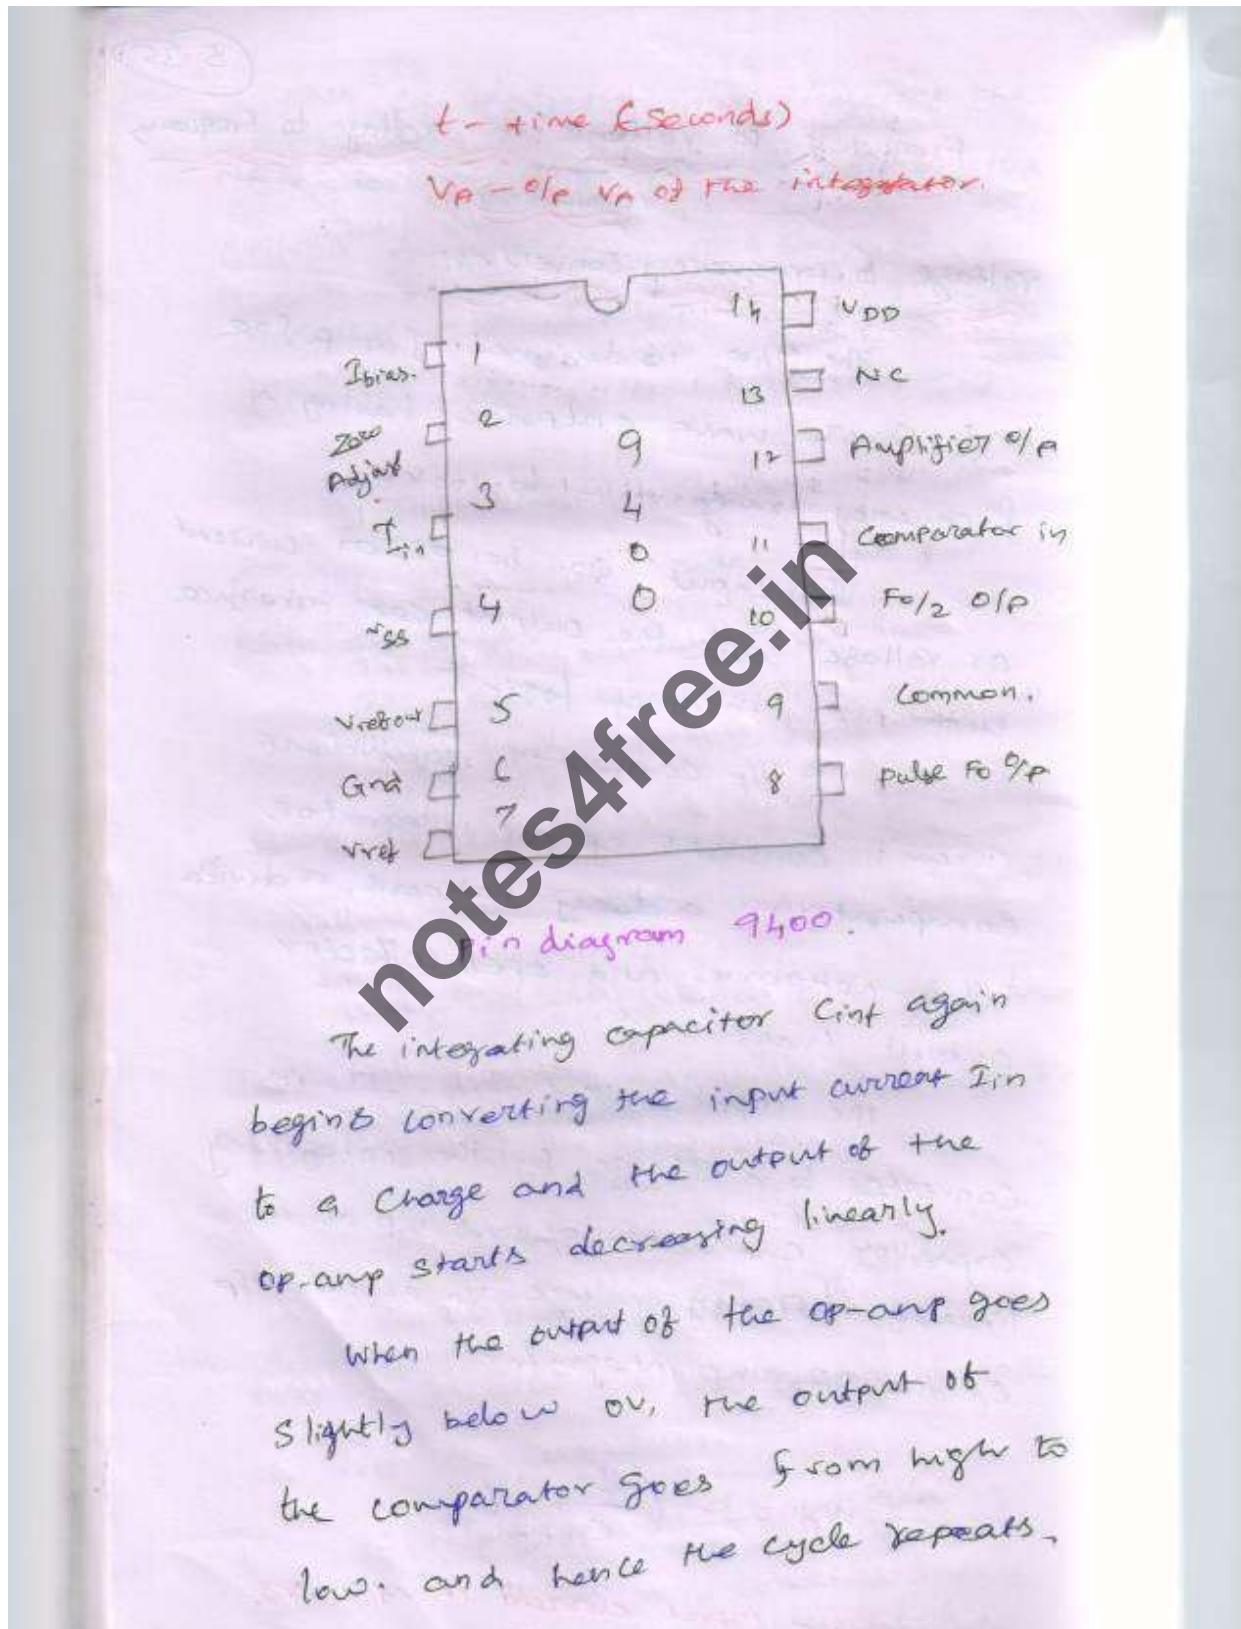 t - time (seconds)
VA - o/p VA of the integrator.
1 14 VDD
Ibias.
13 NC
2
Zero
Adjust
9
12 Amplifier o/p
3
4
Iin
0
11 Comparator in
4
0
10 Fo/2 O/p
VSS
Vrefout 5
9 Common.
Gnd 6
8 pulse Fo o/p
7
Vref
Pin diagram 9400.
The integrating capacitor Cint again
begins converting the input current Iin
to a charge and the output of the
op-amp starts decreasing linearly.
When the output of the op-amp goes
slightly below 0V, the output of
the comparator goes from high to
low. and hence the cycle repeats.
notes4free.in